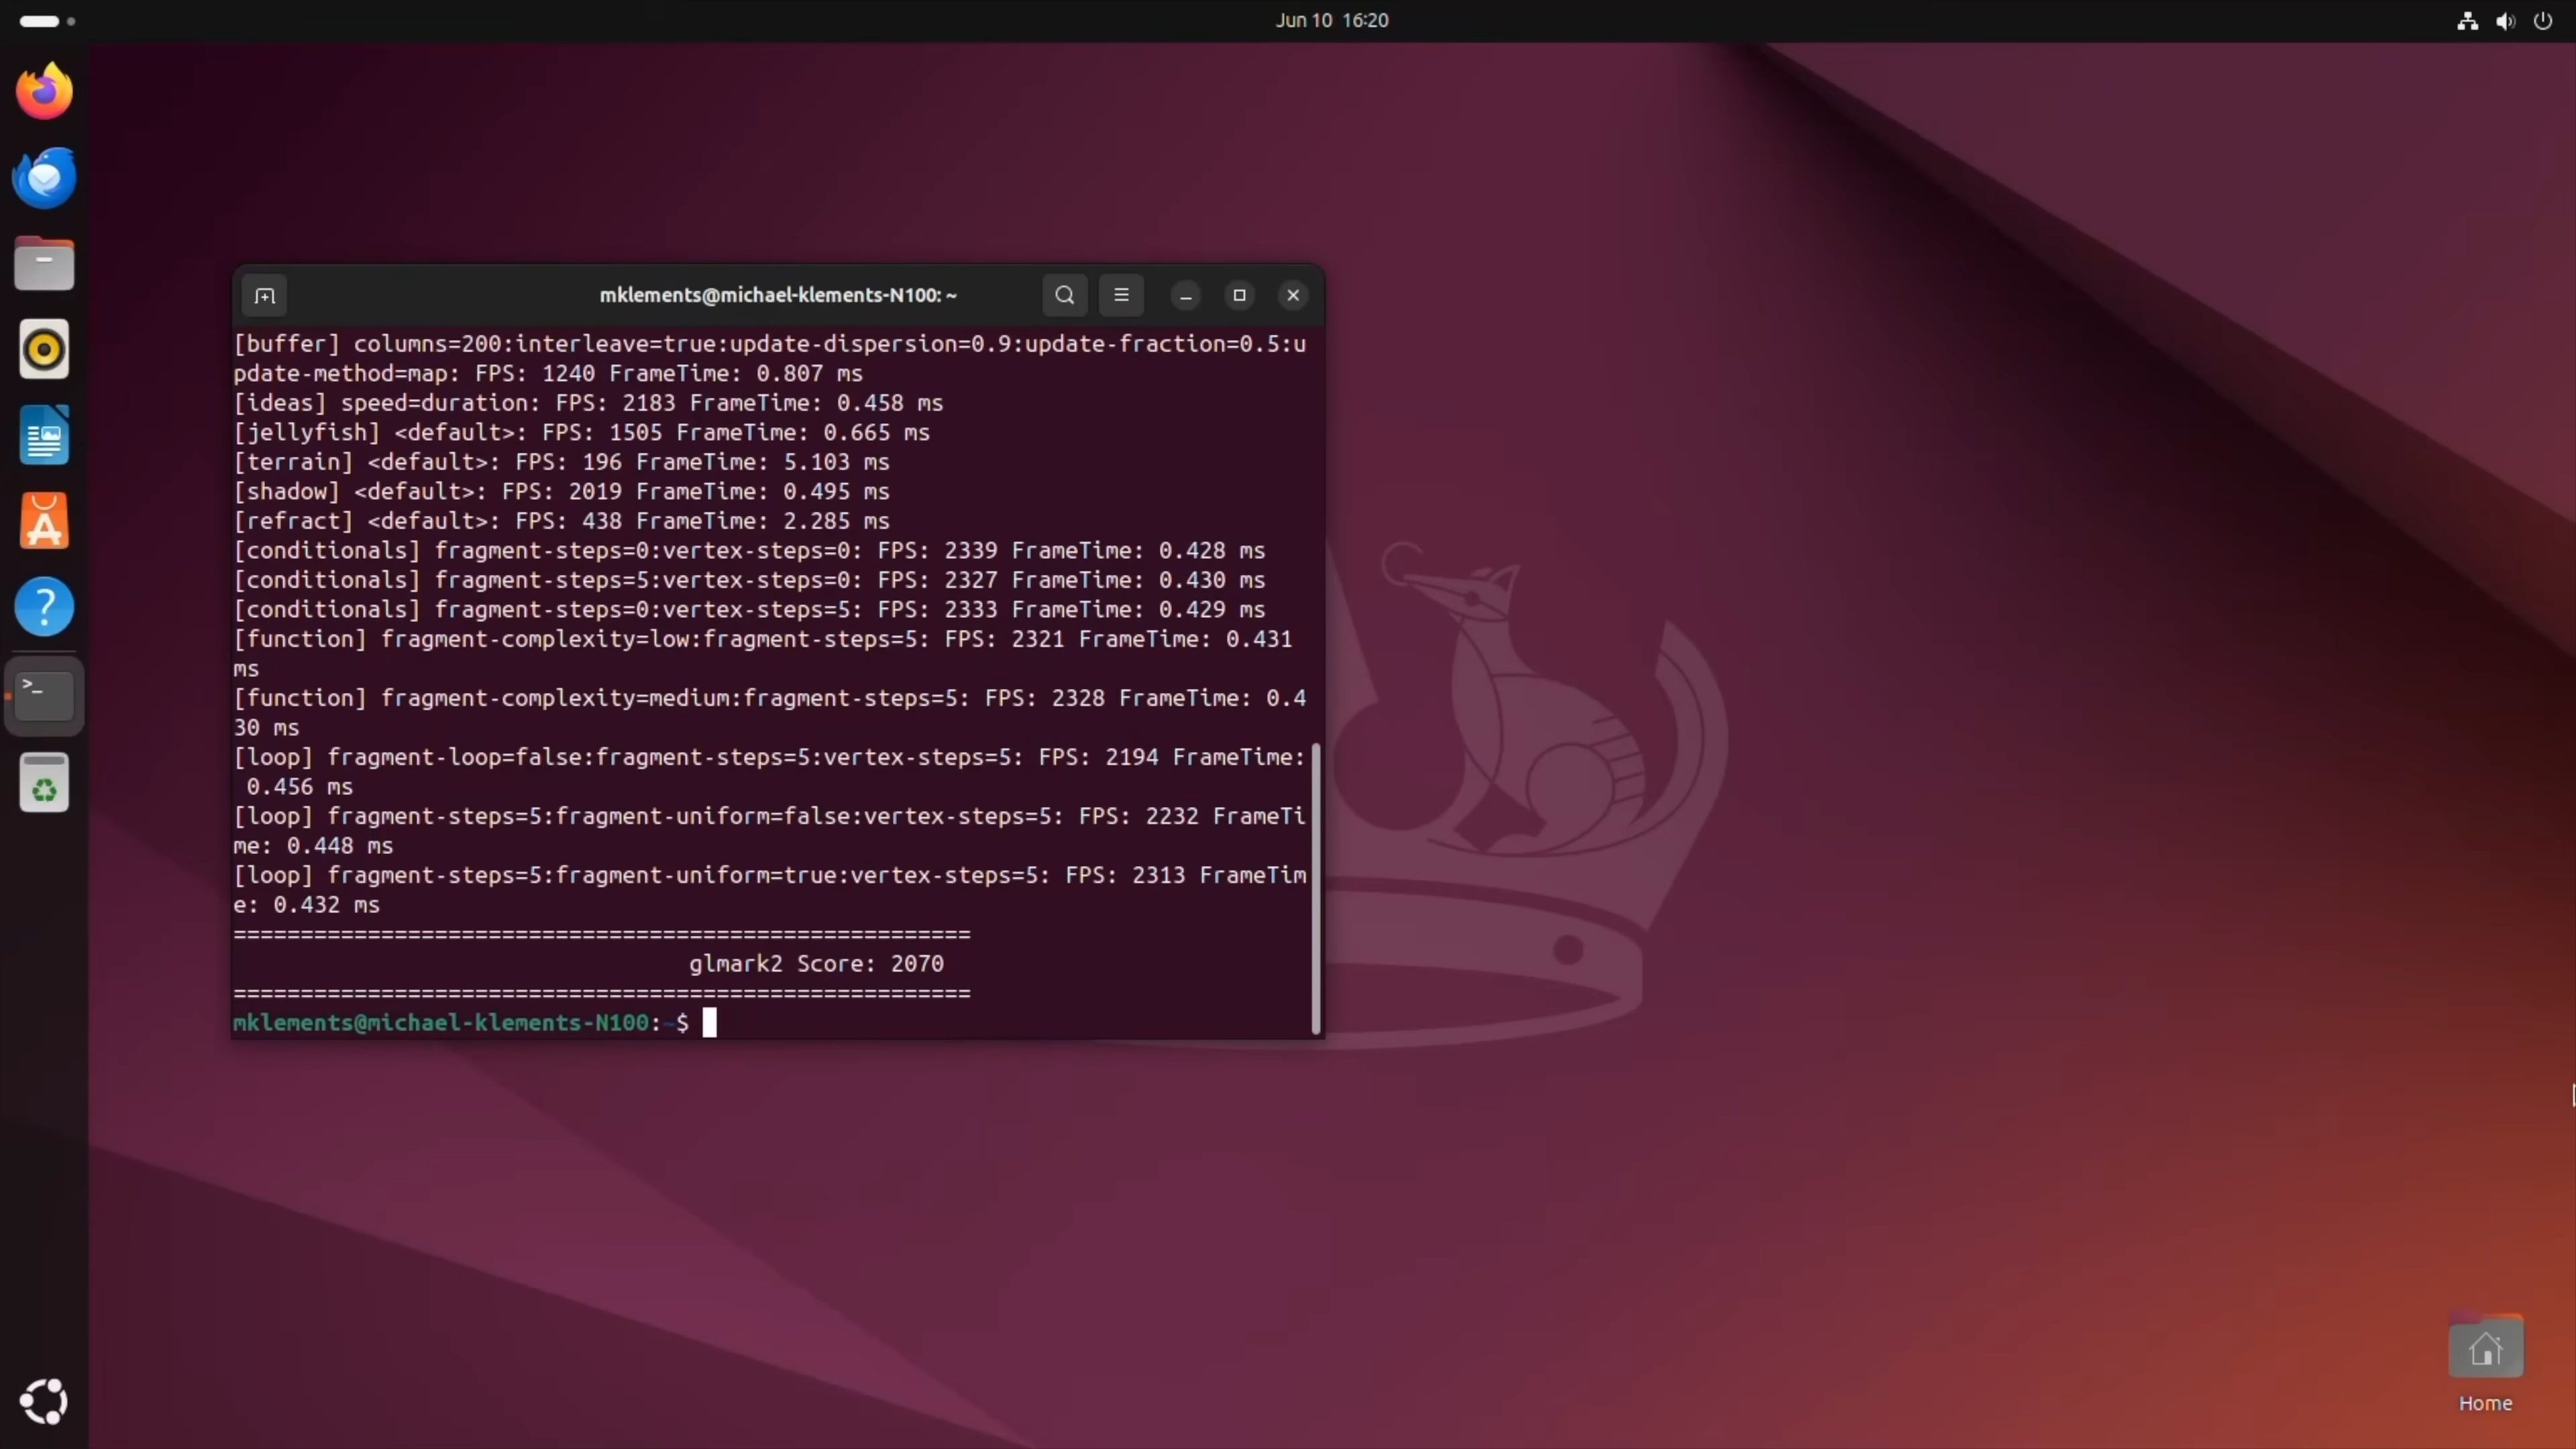 Jun 10 16:20
mklements@michael-klements-N100: ~
[buffer] columns=200:interleave=true:update-dispersion=0.9:update-fraction=0.5:u
pdate-method=map: FPS: 1240 FrameTime: 0.807 ms
[ideas] speed=duration: FPS: 2183 FrameTime: 0.458 ms
[jellyfish] <default>: FPS: 1505 FrameTime: 0.665 ms
[terrain] <default>: FPS: 196 FrameTime: 5.103 ms
[shadow] <default>: FPS: 2019 FrameTime: 0.495 ms
[refract] <default>: FPS: 438 FrameTime: 2.285 ms
[conditionals] fragment-steps=0:vertex-steps=0: FPS: 2339 FrameTime: 0.428 ms
[conditionals] fragment-steps=5:vertex-steps=0: FPS: 2327 FrameTime: 0.430 ms
[conditionals] fragment-steps=0:vertex-steps=5: FPS: 2333 FrameTime: 0.429 ms
[function] fragment-complexity=low:fragment-steps=5: FPS: 2321 FrameTime: 0.431
ms
[function] fragment-complexity=medium:fragment-steps=5: FPS: 2328 FrameTime: 0.4
30 ms
[loop] fragment-loop=false:fragment-steps=5:vertex-steps=5: FPS: 2194 FrameTime:
0.456 ms
[loop] fragment-steps=5:fragment-uniform=false:vertex-steps=5: FPS: 2232 FrameTi
me: 0.448 ms
[loop] fragment-steps=5:fragment-uniform=true:vertex-steps=5: FPS: 2313 FrameTim
e: 0.432 ms
=======================================================
glmark2 Score: 2070
=======================================================
mklements@michael-klements-N100:~$
Home